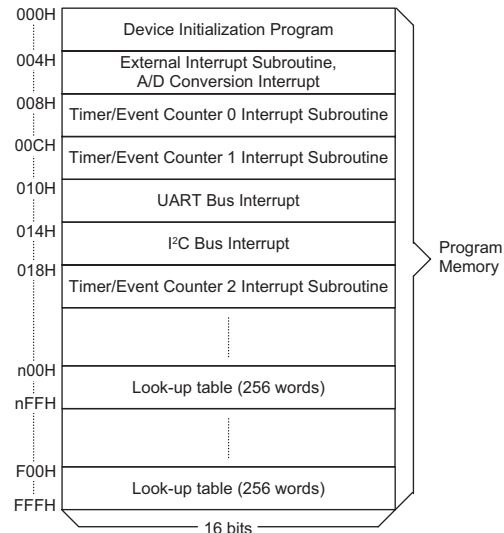 000H
Device Initialization Program
004H
External Interrupt Subroutine,
A/D Conversion Interrupt
008H
Timer/Event Counter 0 Interrupt Subroutine
00CH
Timer/Event Counter 1 Interrupt Subroutine
010H
UART Bus Interrupt
014H
I²C Bus Interrupt
018H
Timer/Event Counter 2 Interrupt Subroutine
Program
Memory
n00H
Look-up table (256 words)
nFFH
F00H
Look-up table (256 words)
FFFH
16 bits